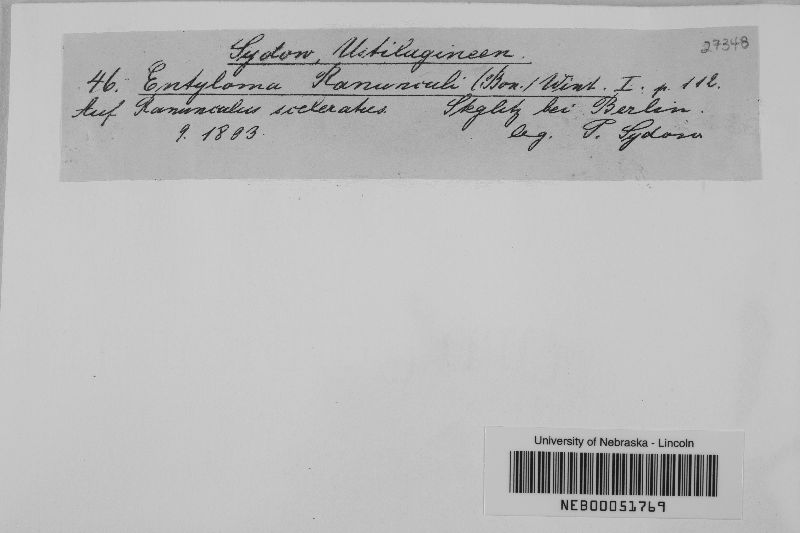 27348
Sydow, Ustilagineen.
46. Entyloma Ranunculi (Bon.) Wint. I. p. 112.
Auf Ranunculus sceleratus. Steglitz bei Berlin.
9. 1893. leg. P. Sydow
University of Nebraska - Lincoln
NEB00051769